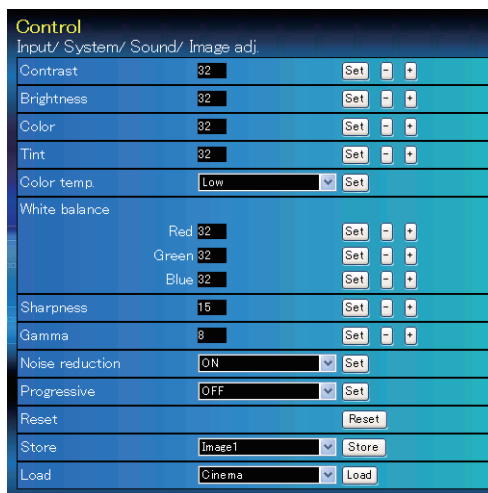 Control
Input/ System/ Sound/ Image adj.
Contrast 32 Set - +
Brightness 32 Set - +
Color 32 Set - +
Tint 32 Set - +
Color temp. Low Set
White balance
Red 32 Set - +
Green 32 Set - +
Blue 32 Set - +
Sharpness 15 Set - +
Gamma 8 Set - +
Noise reduction ON Set
Progressive OFF Set
Reset Reset
Store Image1 Store
Load Cinema Load